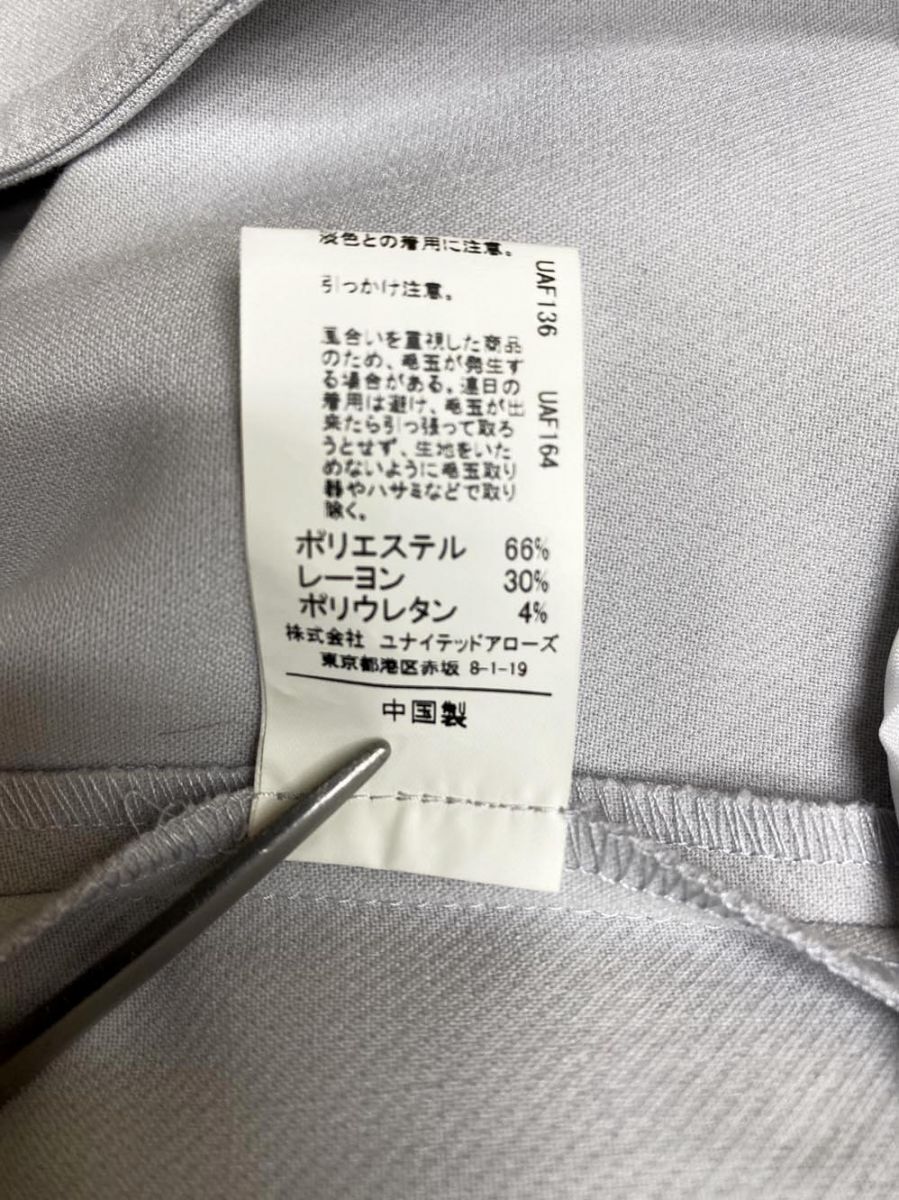 淡色との着用に注意。
引っかけ注意。
風合いを重視した商品
のため、毛玉が発生す
る場合がある。連日の
着用は避け、毛玉が出
来たら引っ張って取ろ
うとせず、生地をいた
めないように毛玉取り
器やハサミなどで取り
除く。
ポリエステル 66%
レーヨン 30%
ポリウレタン 4%
株式会社 ユナイテッドアローズ
東京都港区赤坂 8-1-19
中国製
UAF136 UAF164